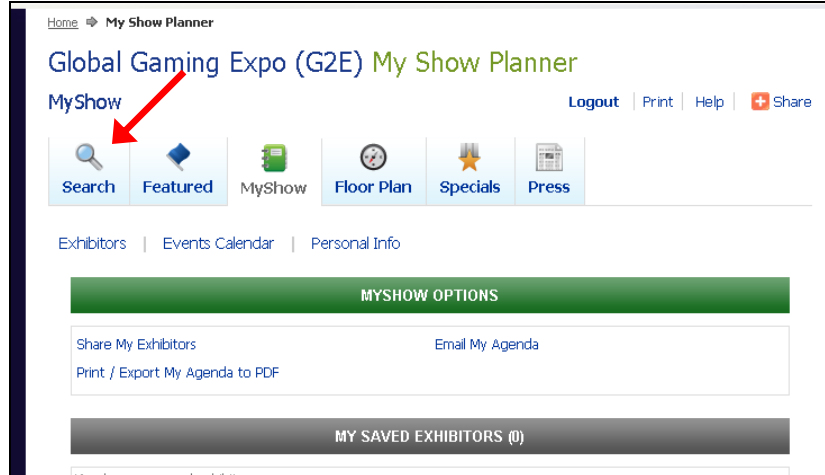 Home ➔ My Show Planner
Global Gaming Expo (G2E) My Show Planner
MyShow
Logout | Print | Help | Share
Search Featured MyShow Floor Plan Specials Press
Exhibitors | Events Calendar | Personal Info
MYSHOW OPTIONS
Share My Exhibitors Email My Agenda
Print / Export My Agenda to PDF
MY SAVED EXHIBITORS (0)